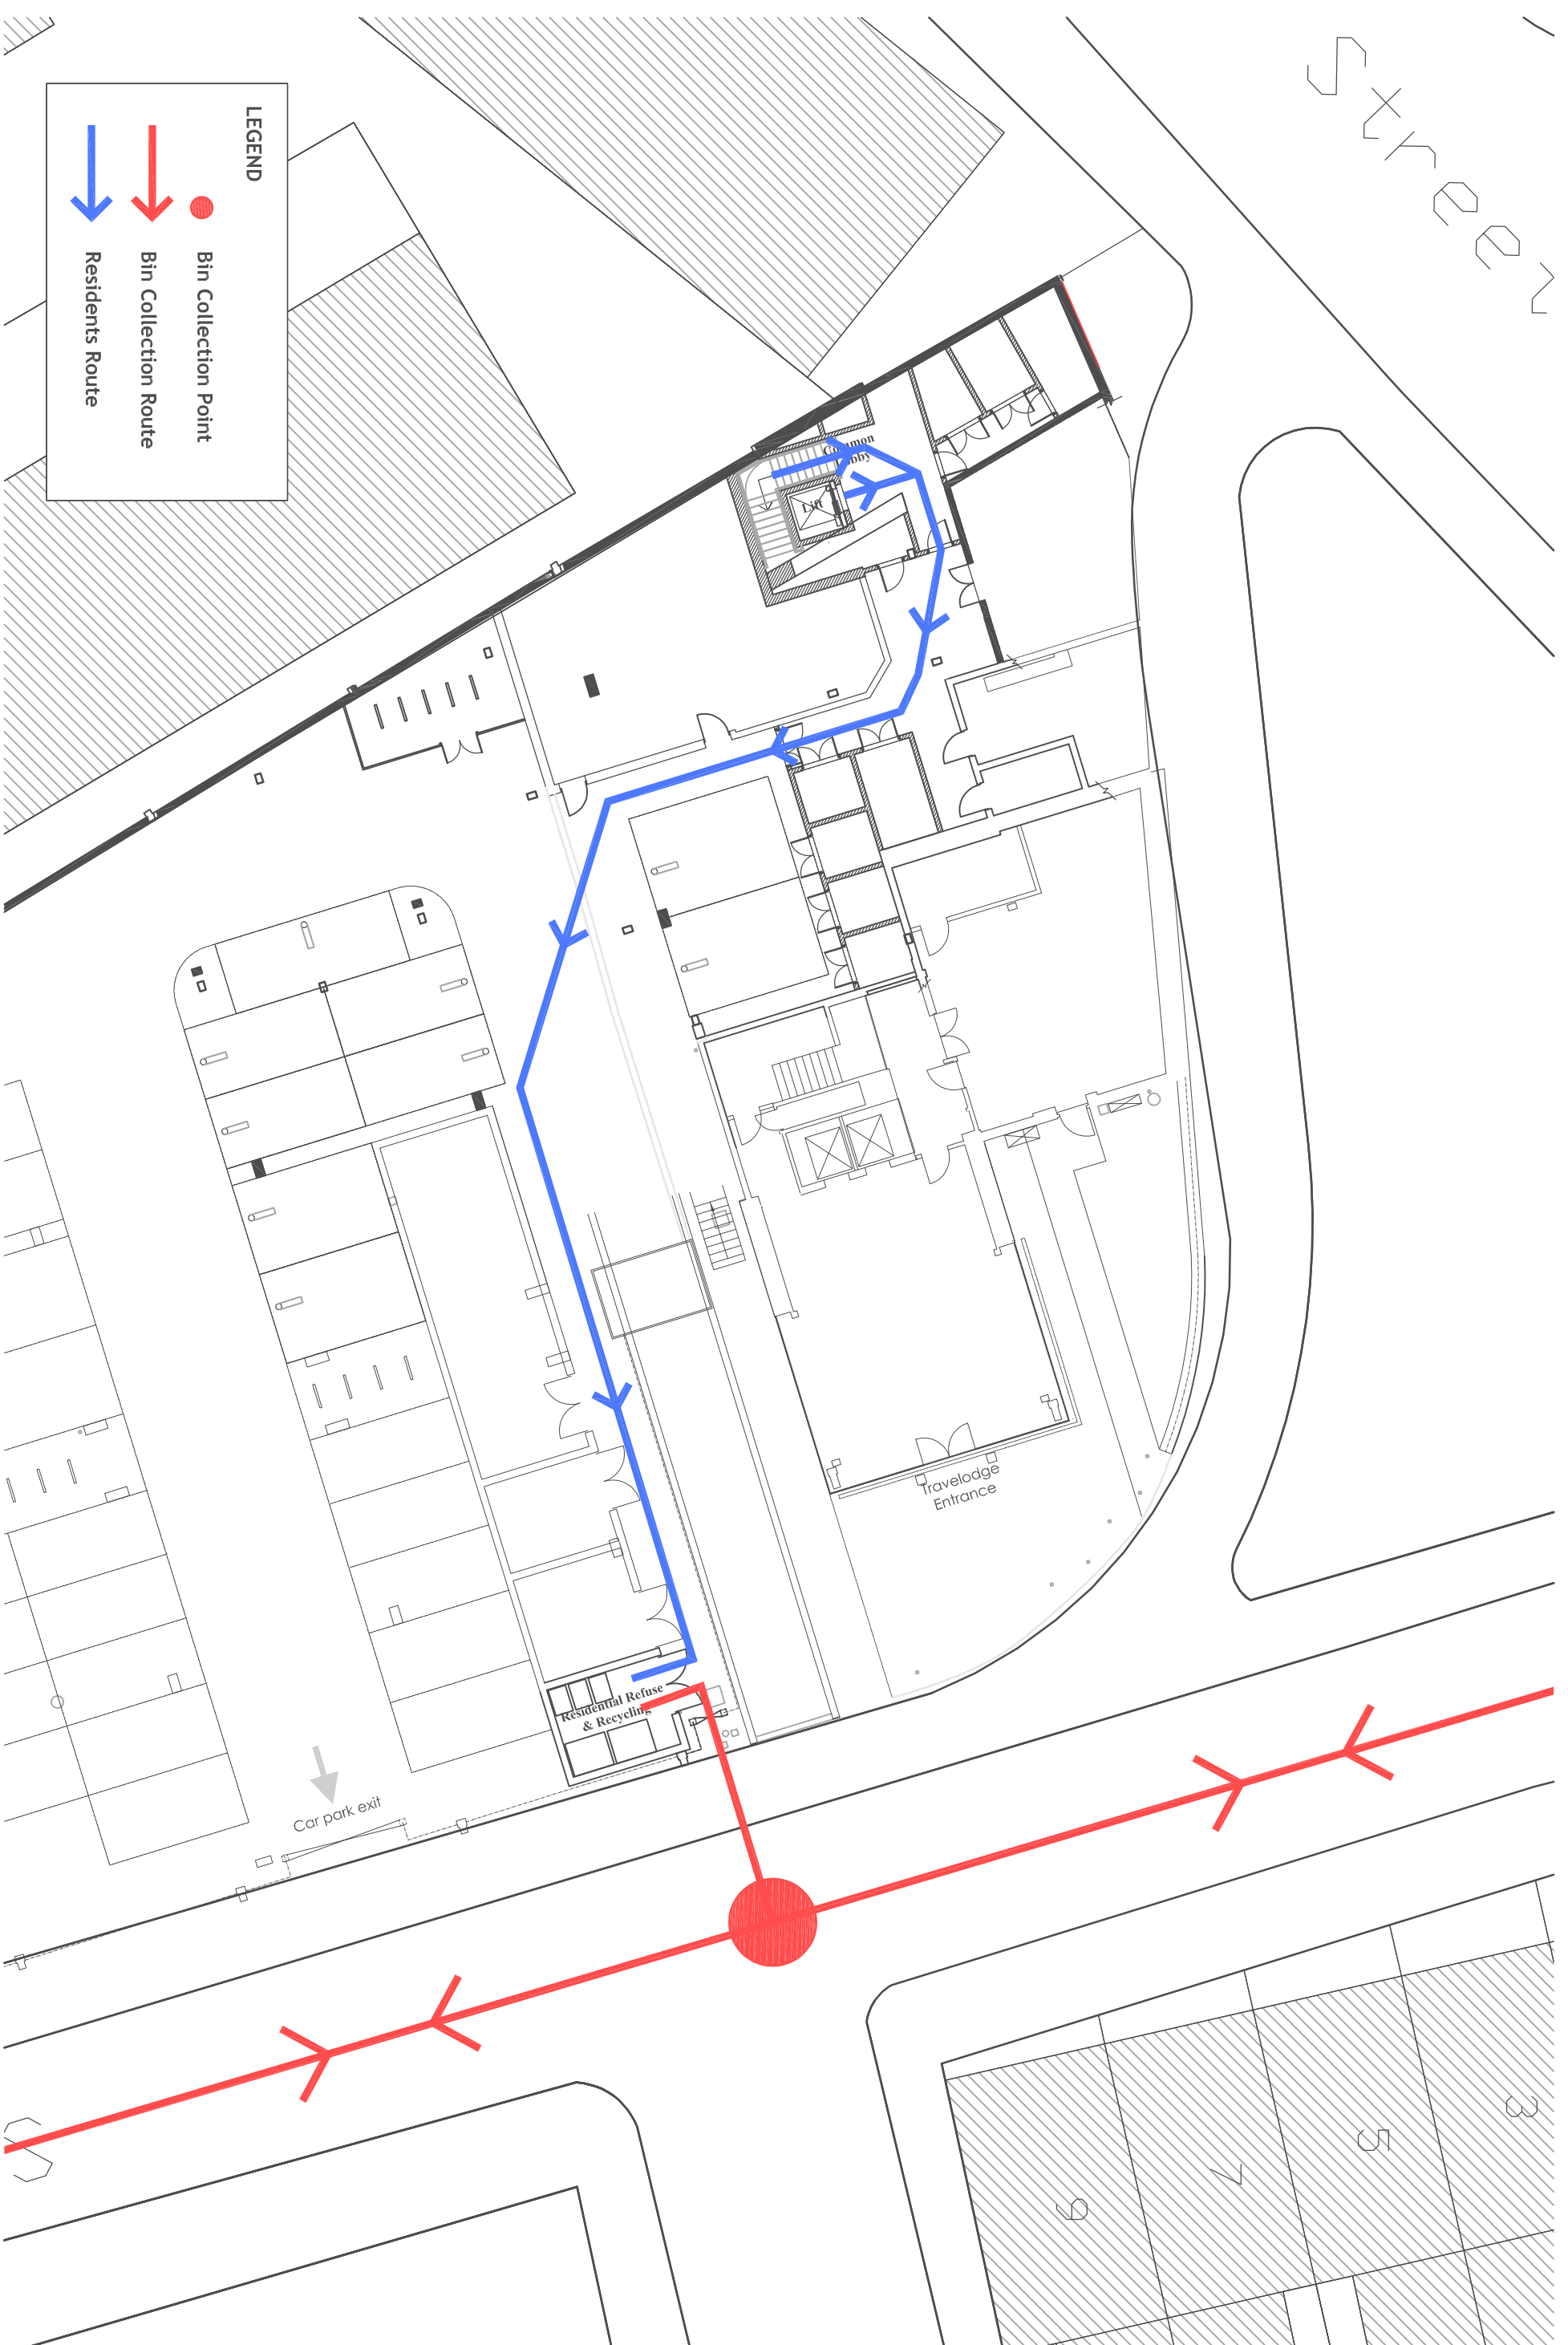 Street
LEGEND
Bin Collection Point
Bin Collection Route
Residents Route
Common
Lobby
Lift
Travelodge
Entrance
Residential Refuse
& Recycling
Car park exit
S
3
5
7
9